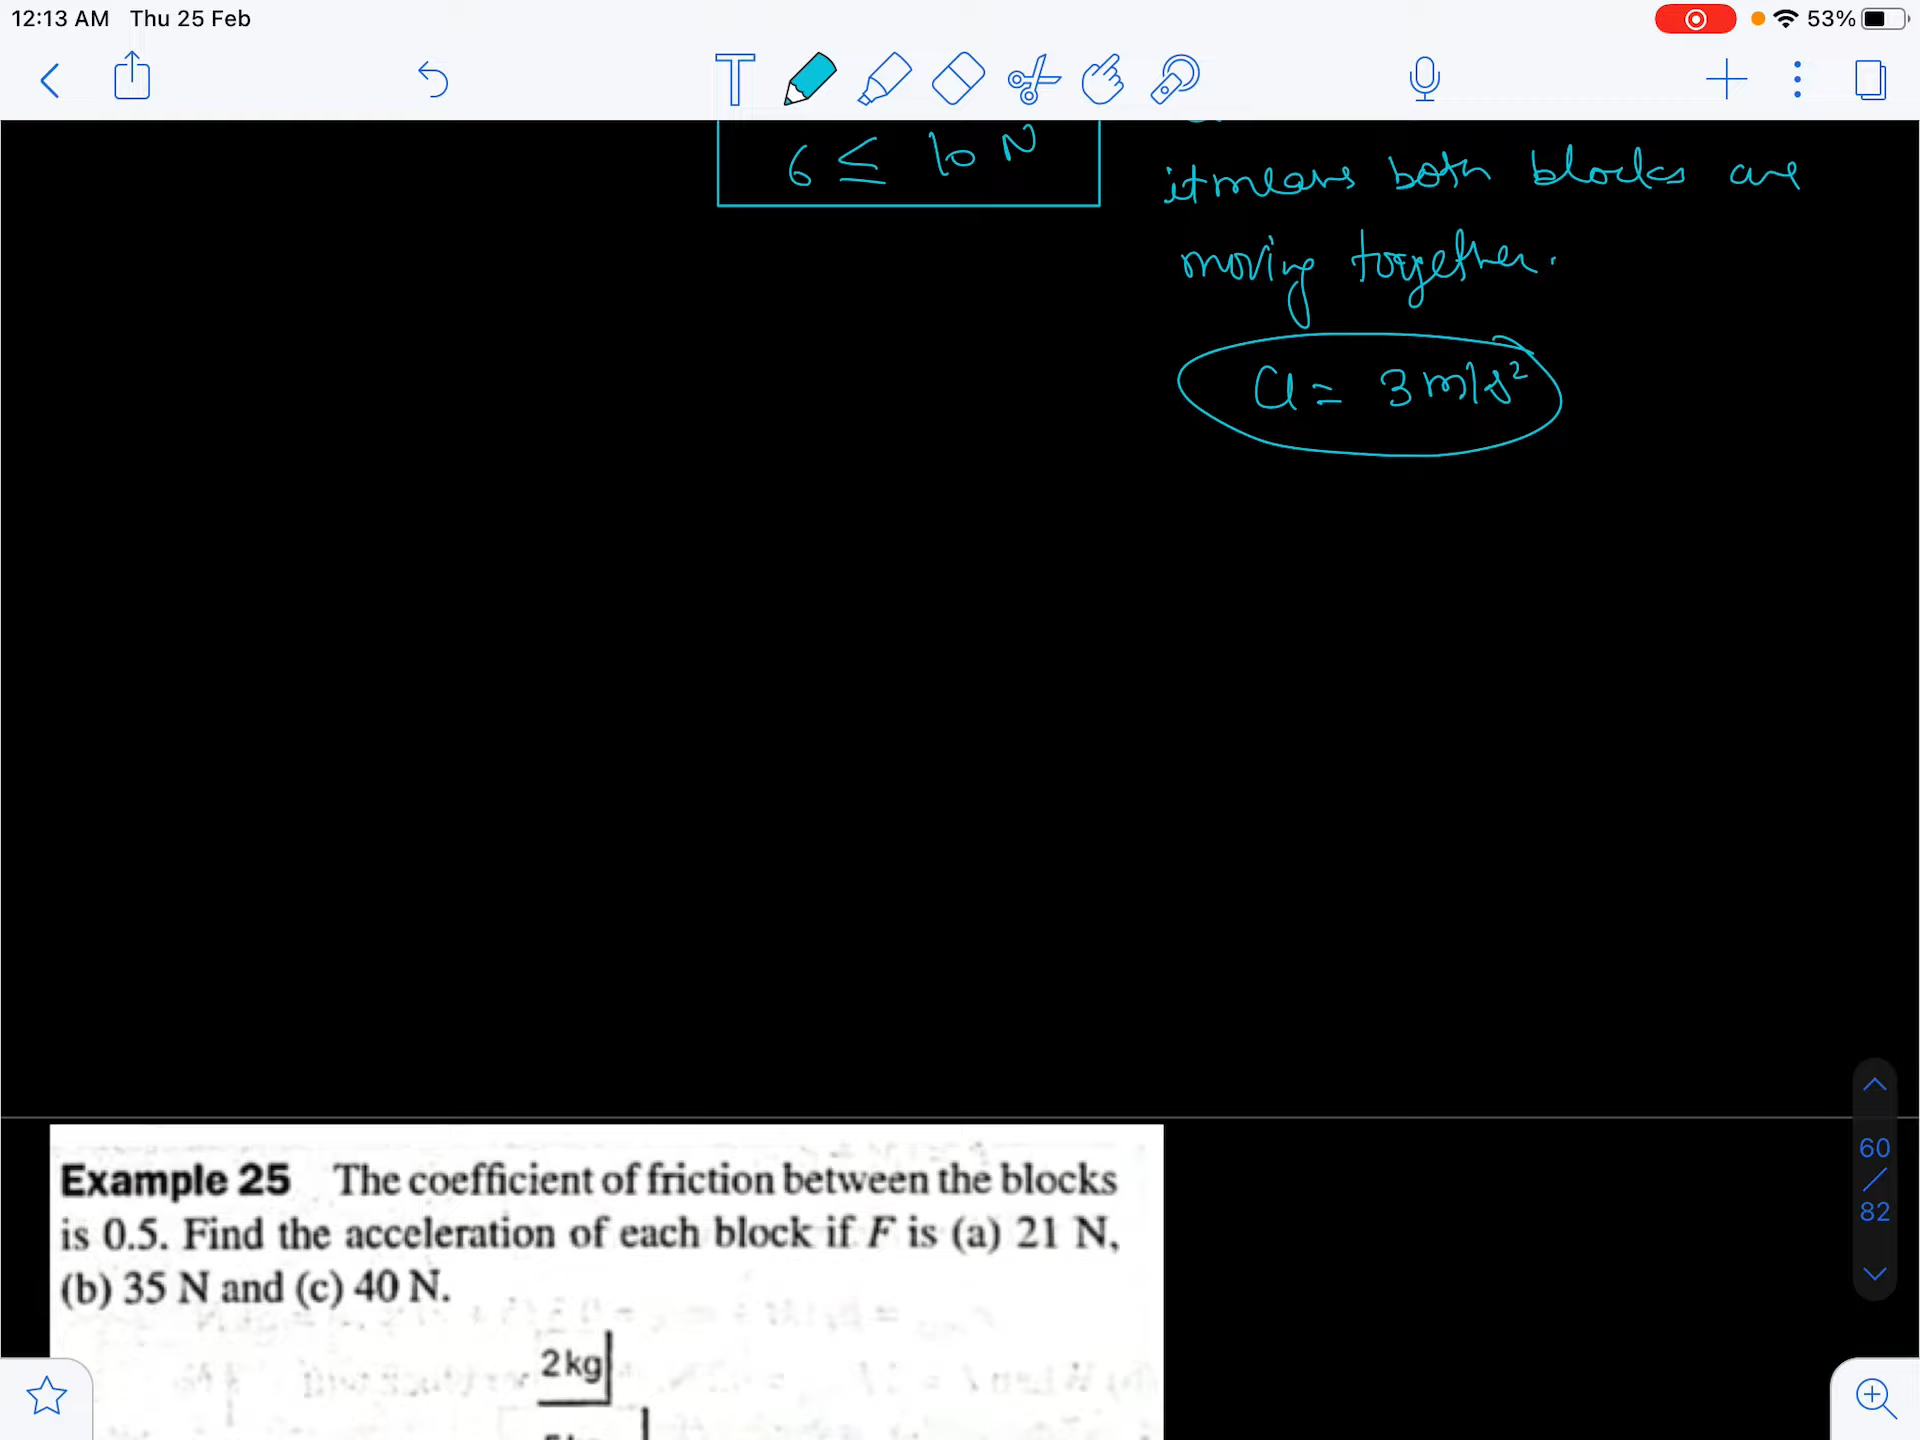 12:13 AM Thu 25 Feb
53%
T
6 ≤ 10 N
it means both blocks are
moving together.
a = 3 m/s²
60
/
82
Example 25 The coefficient of friction between the blocks
is 0.5. Find the acceleration of each block if F is (a) 21 N,
(b) 35 N and (c) 40 N.
2 kg